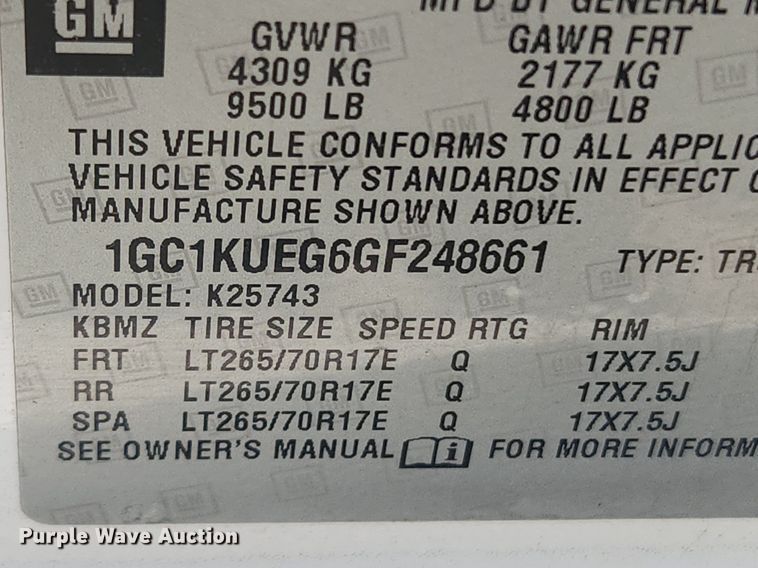 MFD BY GENERAL M
GM
GVWR GAWR FRT
4309 KG 2177 KG
9500 LB 4800 LB
THIS VEHICLE CONFORMS TO ALL APPLIC
VEHICLE SAFETY STANDARDS IN EFFECT O
MANUFACTURE SHOWN ABOVE.
1GC1KUEG6GF248661 TYPE: TR
MODEL: K25743
KBMZ TIRE SIZE SPEED RTG RIM
FRT LT265/70R17E Q 17X7.5J
RR LT265/70R17E Q 17X7.5J
SPA LT265/70R17E Q 17X7.5J
SEE OWNER'S MANUAL i FOR MORE INFORM
Purple Wave Auction